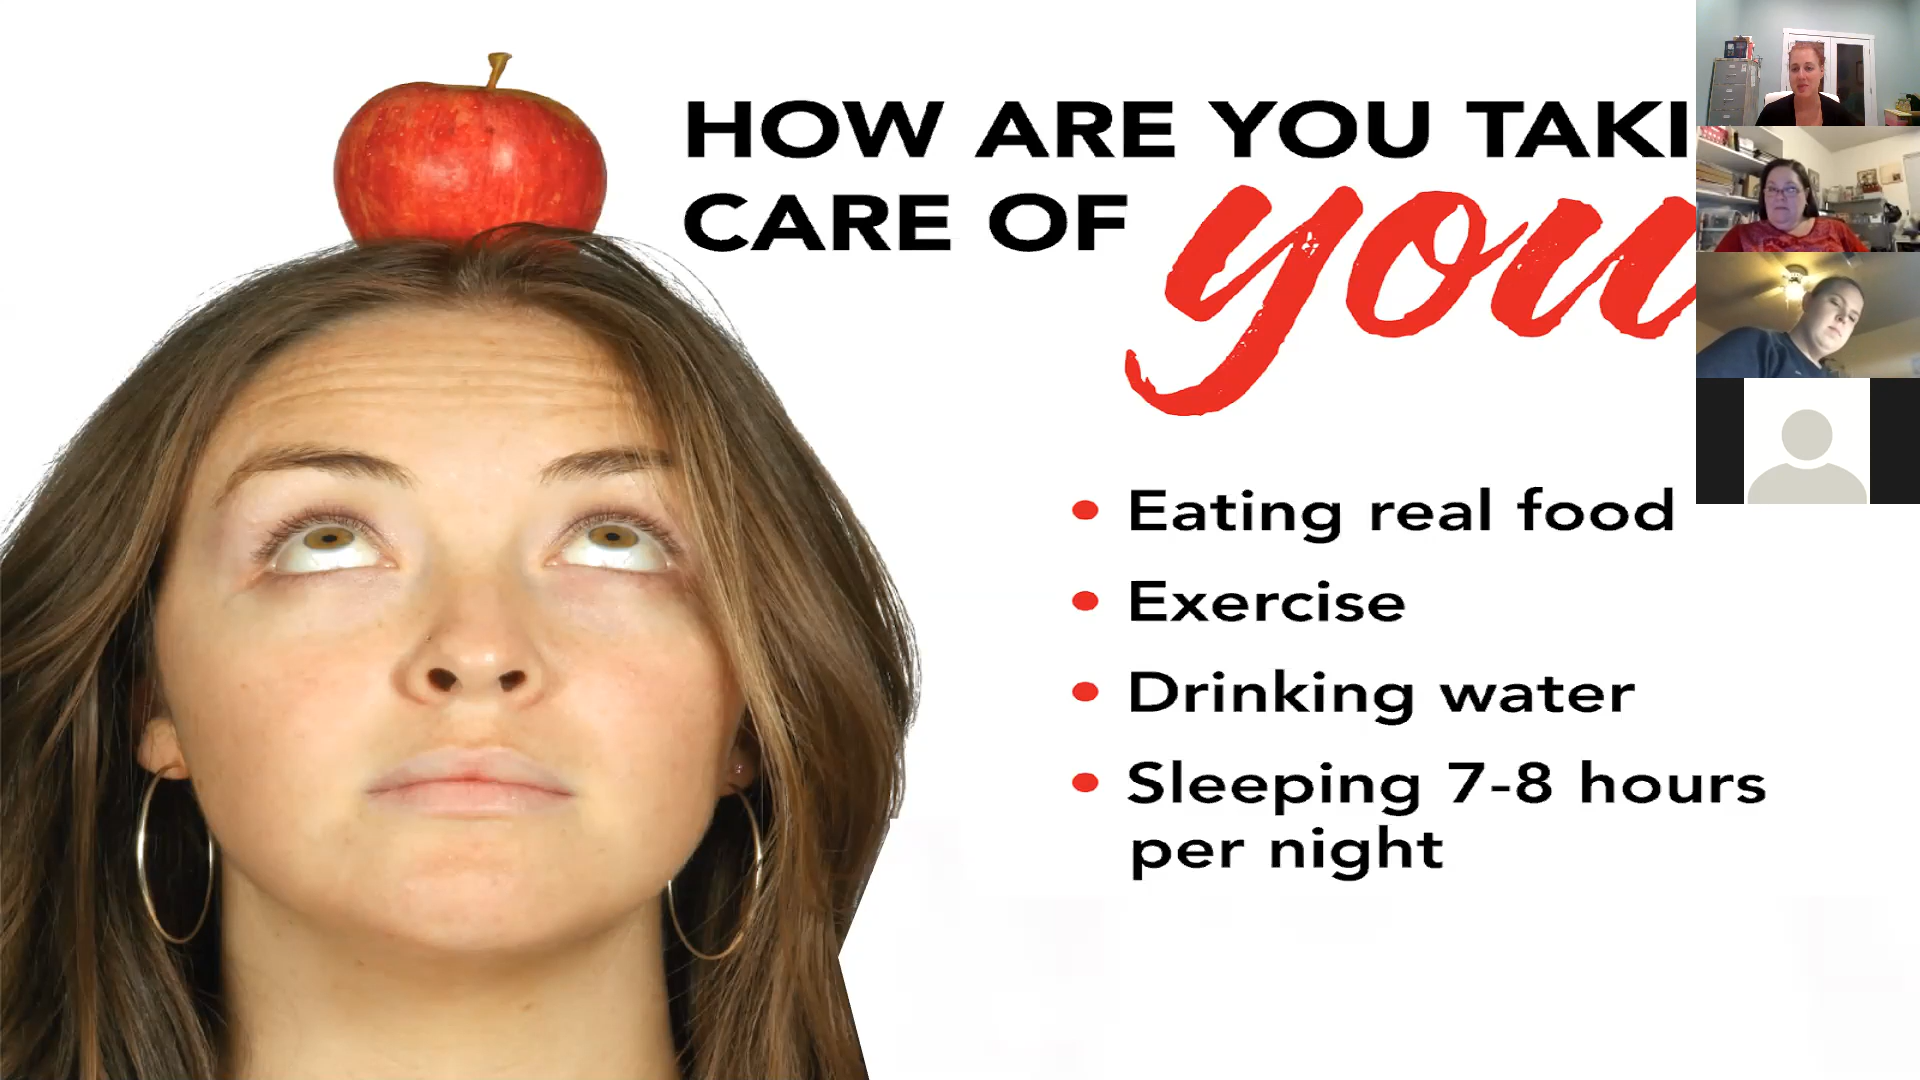 HOW ARE YOU TAKI
CARE OF you
• Eating real food
• Exercise
• Drinking water
• Sleeping 7-8 hours
per night